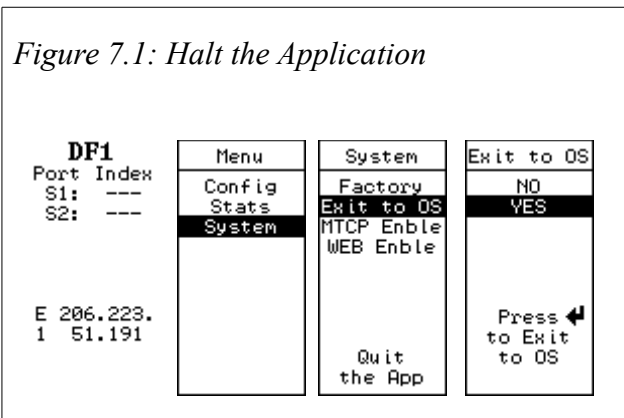 Figure 7.1: Halt the Application
DF1
Port Index
S1: ---
S2: ---
E 206.223.
1 51.191
Menu
Config
Stats
System
System
Factory
Exit to OS
MTCP Enble
WEB Enble
Quit
the App
Exit to OS
NO
YES
Press ↵
to Exit
to OS